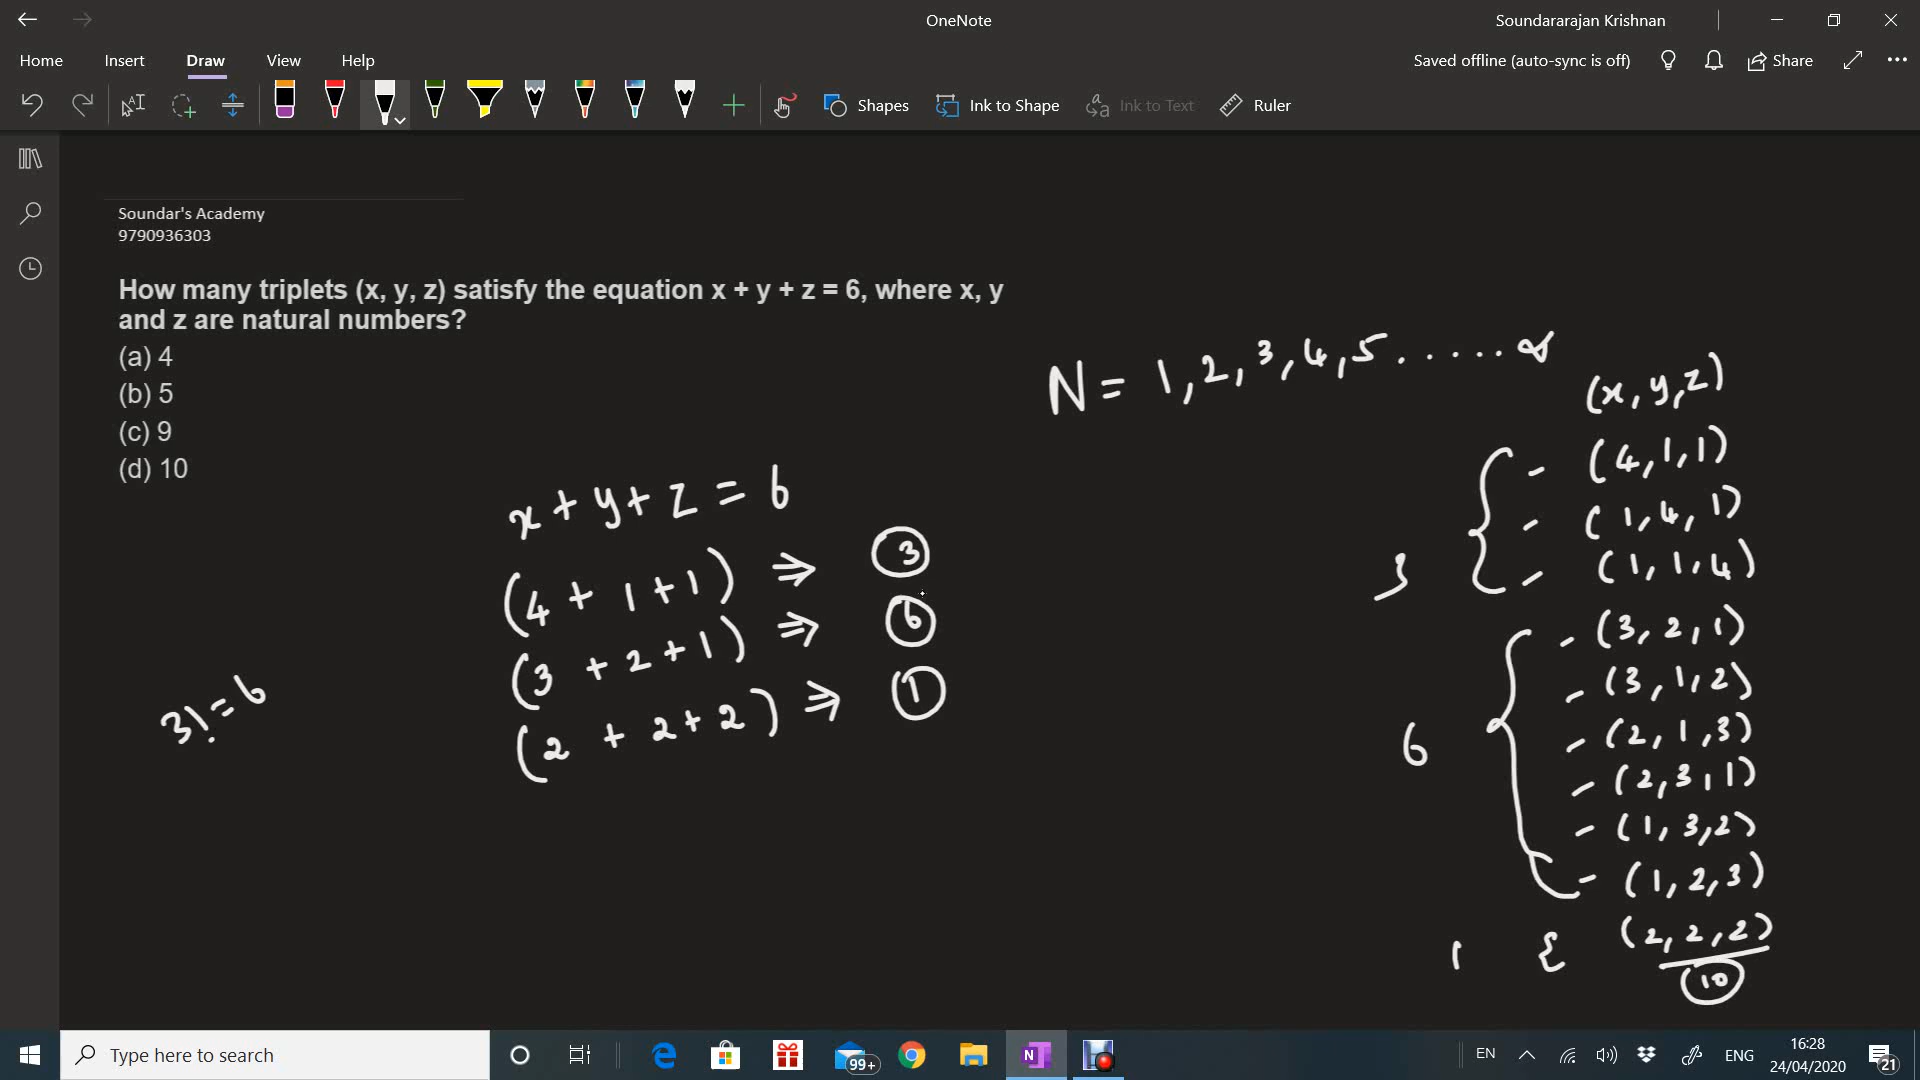 OneNote
Soundararajan Krishnan
Home Insert Draw View Help
Saved offline (auto-sync is off) Share
Shapes Ink to Shape Ink to Text Ruler
Soundar's Academy
9790936303
How many triplets (x, y, z) satisfy the equation x + y + z = 6, where x, y
and z are natural numbers?
(a) 4
(b) 5
(c) 9
(d) 10
N = 1, 2, 3, 4, 5 . . . . . ∝
x + y + z = 6
(4 + 1 + 1) ⇒ 3
(3 + 2 + 1) ⇒ 6
(2 + 2 + 2) ⇒ 1
3! = 6
(x, y, z)
- (4, 1, 1)
- (1, 4, 1)
3 { - (1, 1, 4)
- (3, 2, 1)
- (3, 1, 2)
6 { - (2, 1, 3)
- (2, 3, 1)
- (1, 3, 2)
- (1, 2, 3)
1 { (2, 2, 2)
10
Type here to search
99+
N
EN
ENG
16:28
24/04/2020
21